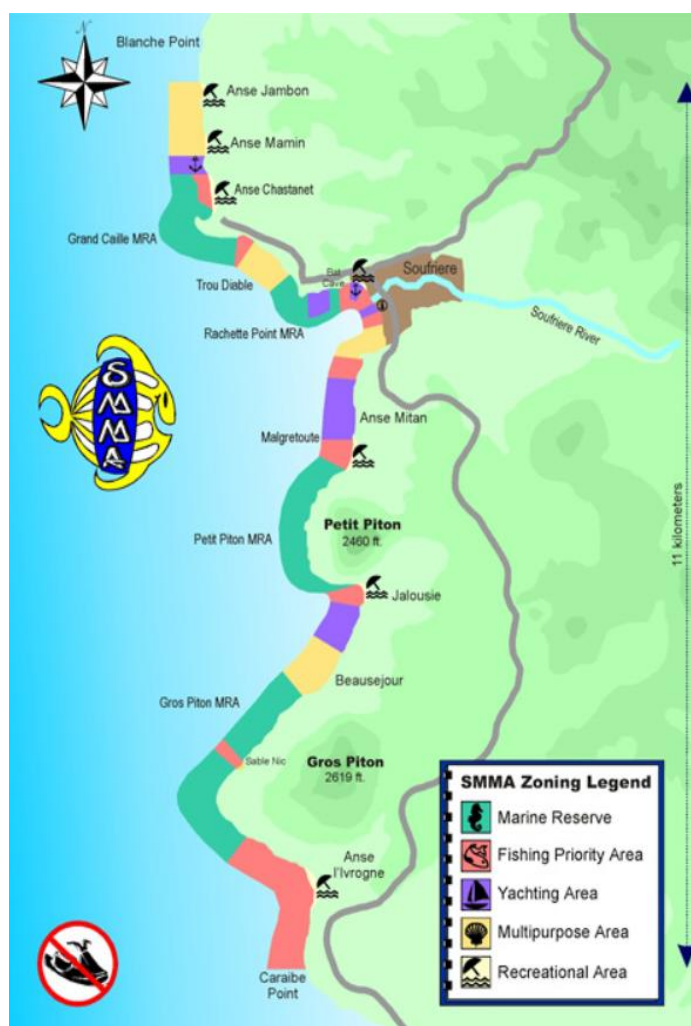 N
Blanche Point
Anse Jambon
Anse Mamin
Anse Chastanet
Grand Caille MRA
Bat
Cave
Soufriere
Trou Diable
Soufriere River
Rachette Point MRA
SMMA
Anse Mitan
Malgretoute
11 kilometers
Petit Piton
2460 ft.
Petit Piton MRA
Jalousie
Beausejour
Gros Piton MRA
Sable Nic
Gros Piton
2619 ft.
SMMA Zoning Legend
Marine Reserve
Fishing Priority Area
Yachting Area
Multipurpose Area
Recreational Area
Anse
l'Ivrogne
Caraibe
Point